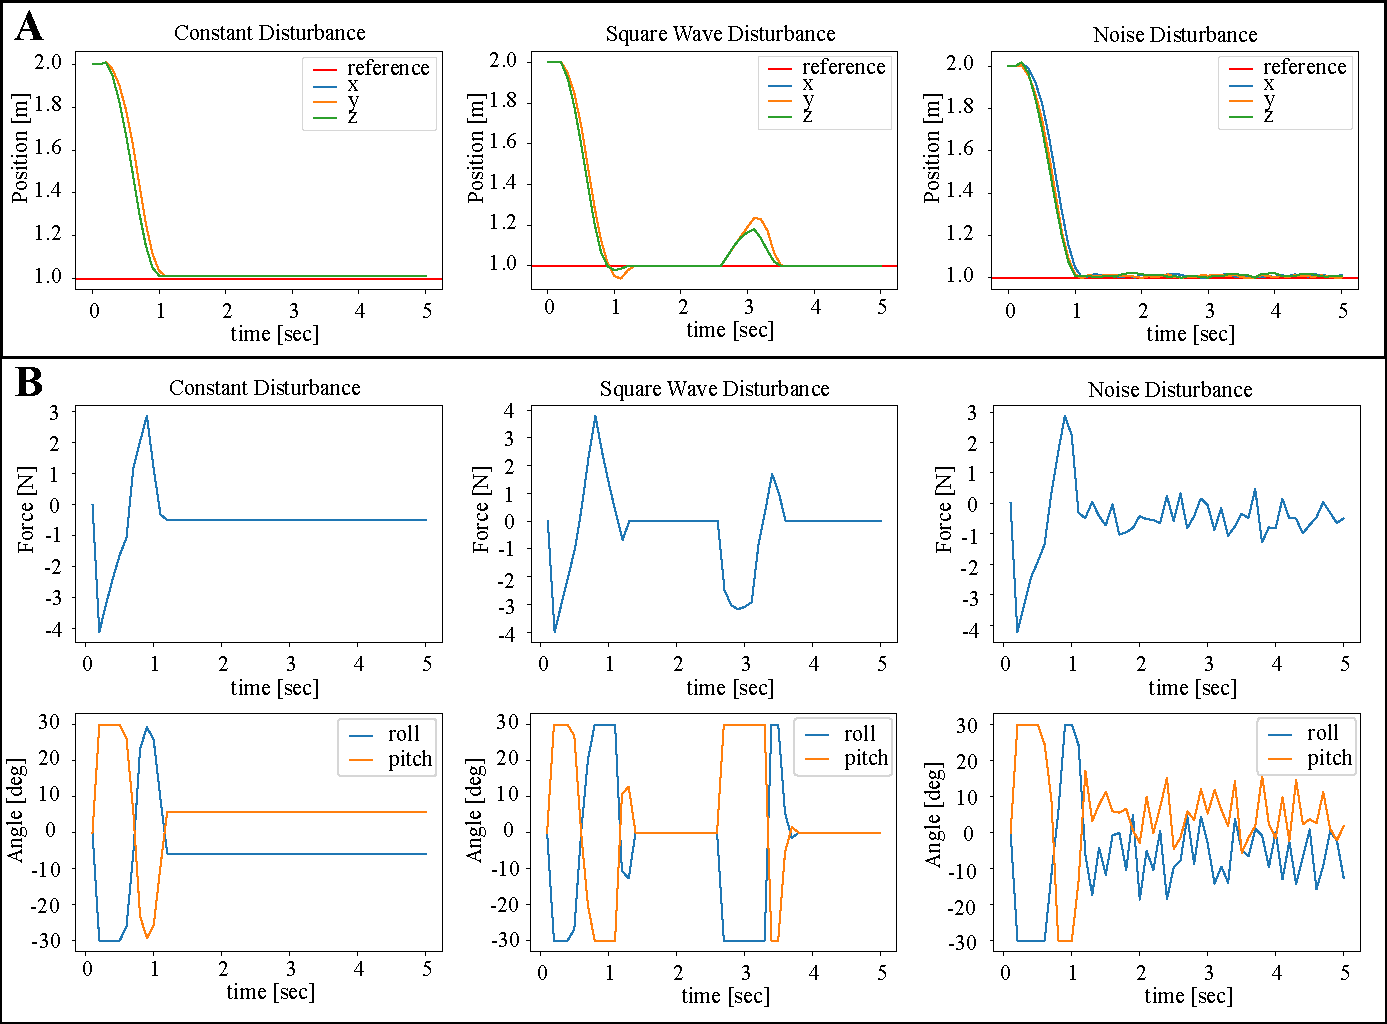 A
Constant Disturbance
Square Wave Disturbance
Noise Disturbance
Position [m]
2.0
1.8
1.6
1.4
1.2
1.0
reference
x
y
z
0 1 2 3 4 5
time [sec]
Position [m]
2.0
1.8
1.6
1.4
1.2
1.0
reference
x
y
z
0 1 2 3 4 5
time [sec]
Position [m]
2.0
1.8
1.6
1.4
1.2
1.0
reference
x
y
z
0 1 2 3 4 5
time [sec]
B
Constant Disturbance
Square Wave Disturbance
Noise Disturbance
Force [N]
3
2
1
0
-1
-2
-3
-4
0 1 2 3 4 5
time [sec]
Force [N]
4
3
2
1
0
-1
-2
-3
-4
0 1 2 3 4 5
time [sec]
Force [N]
3
2
1
0
-1
-2
-3
-4
0 1 2 3 4 5
time [sec]
Angle [deg]
30
20
10
0
-10
-20
-30
roll
pitch
0 1 2 3 4 5
time [sec]
Angle [deg]
30
20
10
0
-10
-20
-30
roll
pitch
0 1 2 3 4 5
time [sec]
Angle [deg]
30
20
10
0
-10
-20
-30
roll
pitch
0 1 2 3 4 5
time [sec]